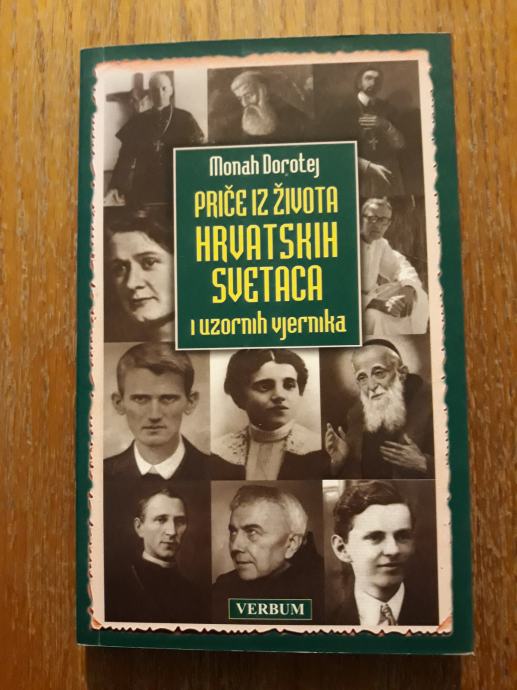 Monah Dorotej
PRIČE IZ ŽIVOTA
HRVATSKIH
SVETACA
i uzornih vjernika
VERBUM